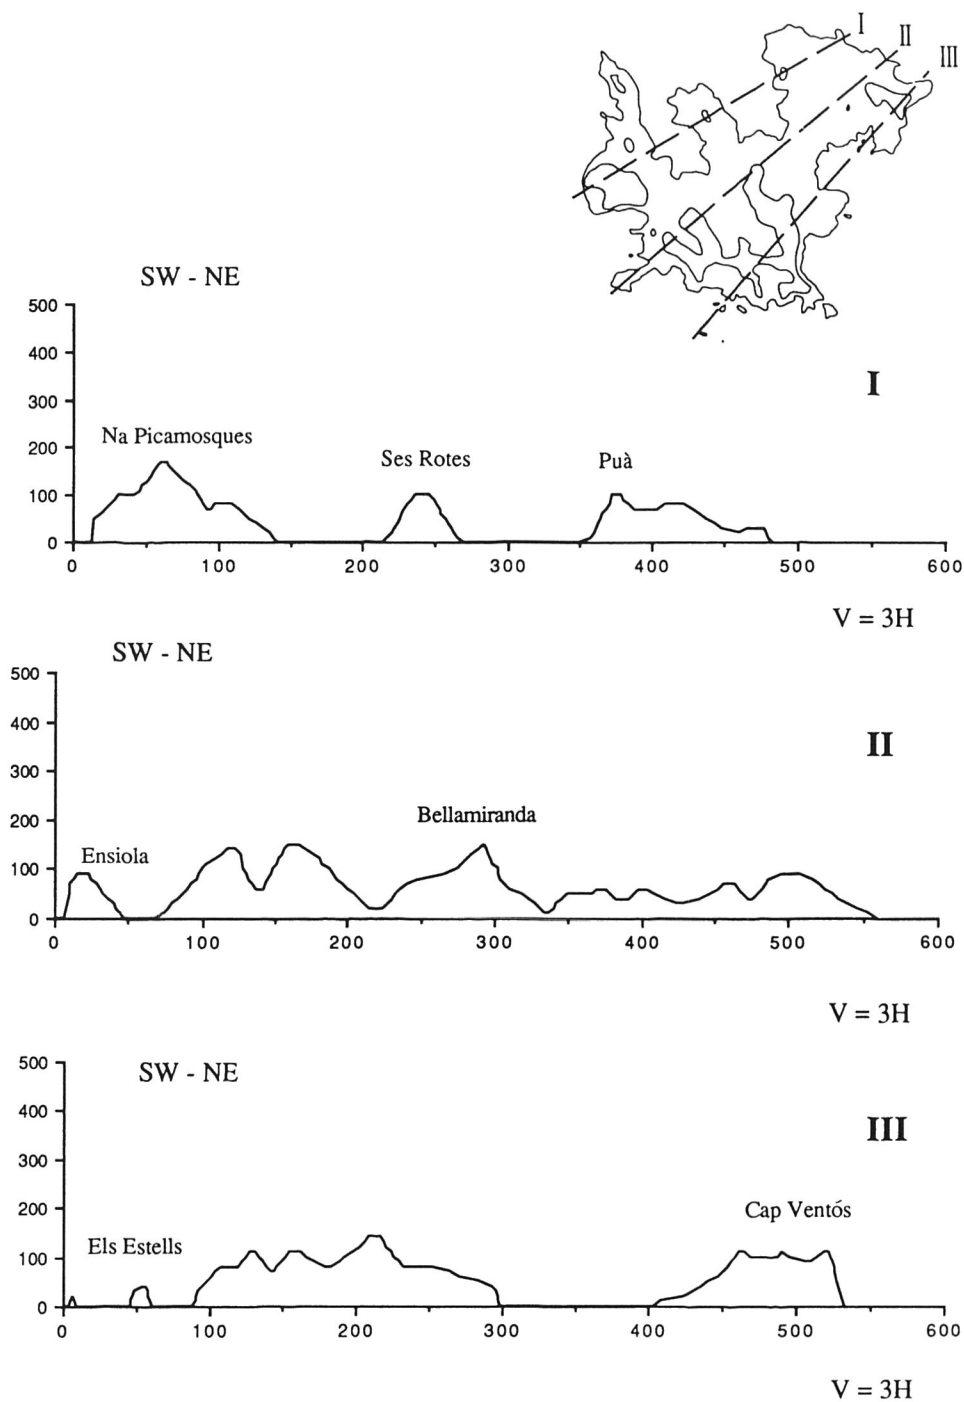 I
II
III
SW - NE
500
400
300
200
100
0
I
Na Picamosques
Ses Rotes
Puà
0 100 200 300 400 500 600
V = 3H
SW - NE
500
400
300
200
100
0
II
Bellamiranda
Ensiola
0 100 200 300 400 500 600
V = 3H
SW - NE
500
400
300
200
100
0
III
Cap Ventós
Els Estells
0 100 200 300 400 500 600
V = 3H